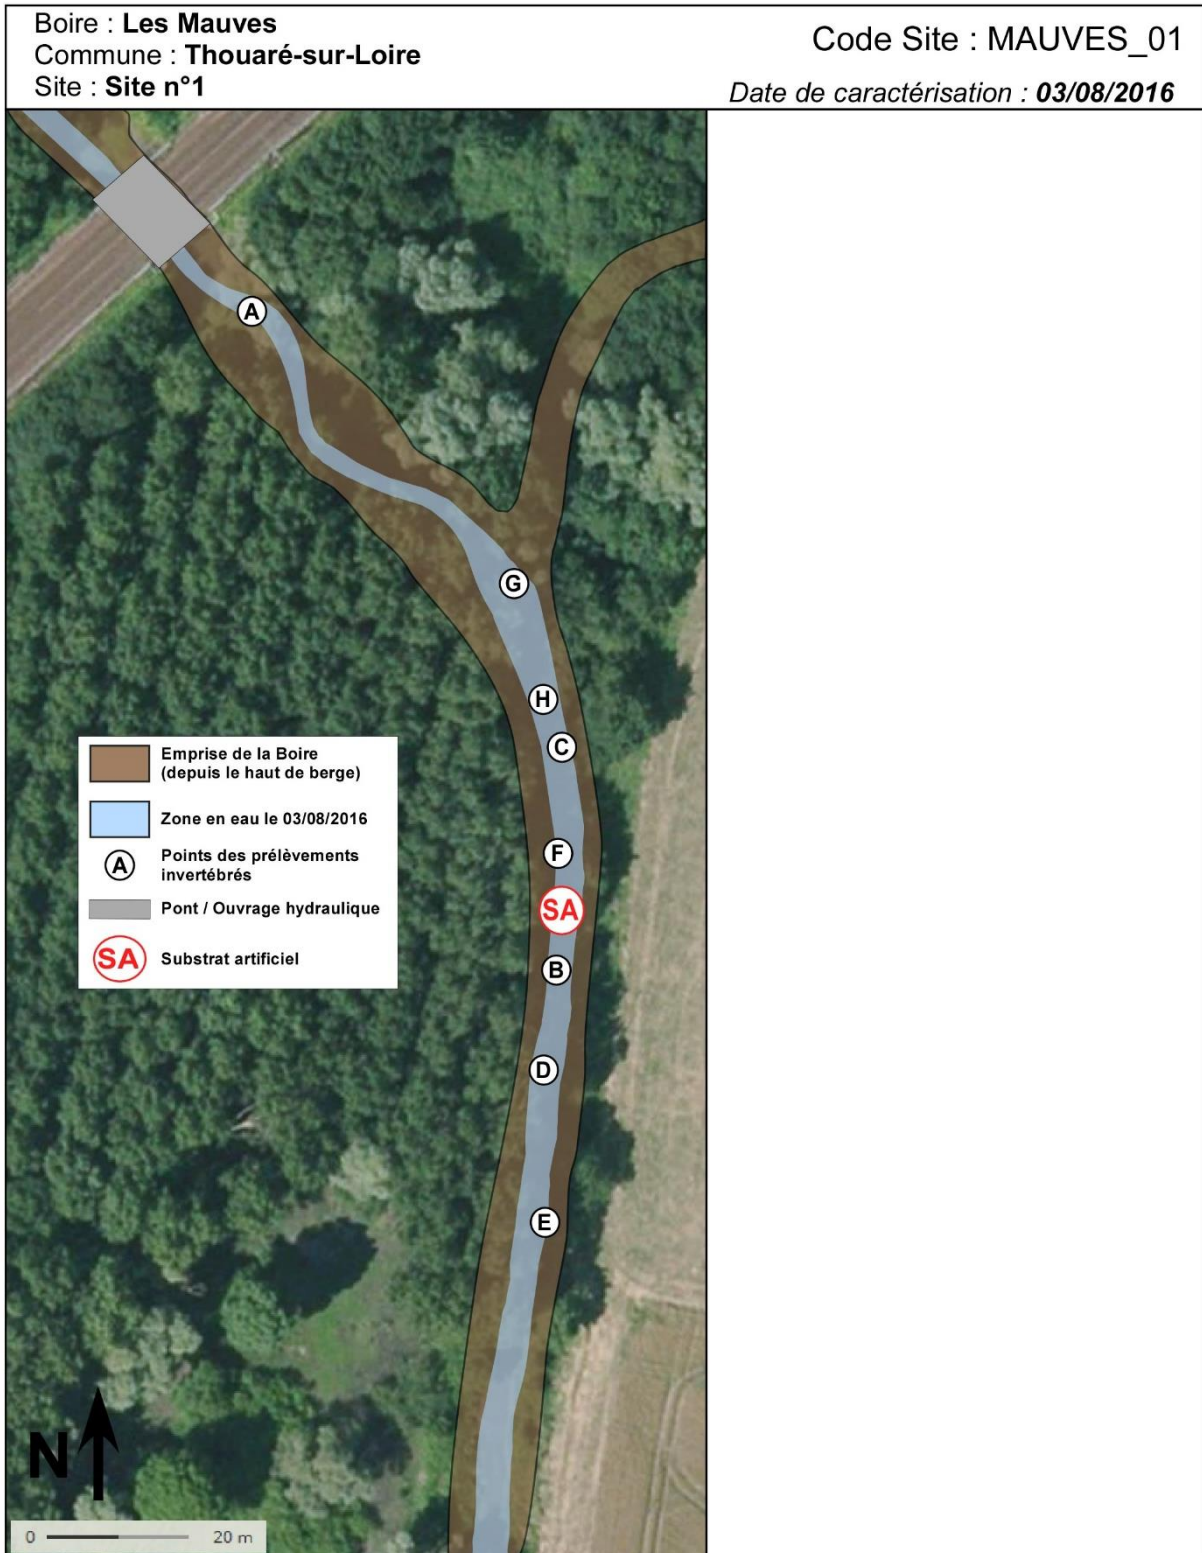 Boire : Les Mauves
Commune : Thouaré-sur-Loire
Site : Site n°1
Code Site : MAUVES_01
Date de caractérisation : 03/08/2016
A
G
H
C
F
SA
B
D
E
Emprise de la Boire
(depuis le haut de berge)
Zone en eau le 03/08/2016
A
Points des prélèvements
invertébrés
Pont / Ouvrage hydraulique
SA
Substrat artificiel
N
0 20 m